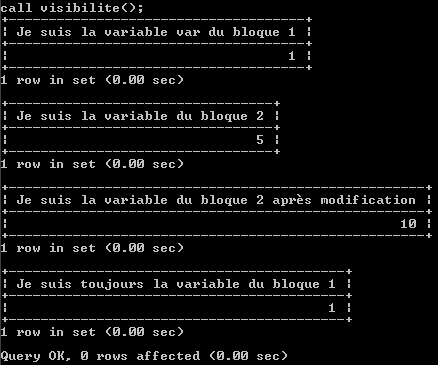 call visibilite();
+-------------------------------------+
¦ Je suis la variable var du bloque 1 ¦
+-------------------------------------+
¦                                   1 ¦
+-------------------------------------+
1 row in set (0.00 sec)
+---------------------------------+
¦ Je suis la variable du bloque 2 ¦
+---------------------------------+
¦                               5 ¦
+---------------------------------+
1 row in set (0.00 sec)
+----------------------------------------------------+
¦ Je suis la variable du bloque 2 après modification ¦
+----------------------------------------------------+
¦                                                 10 ¦
+----------------------------------------------------+
1 row in set (0.00 sec)
+------------------------------------------+
¦ Je suis toujours la variable du bloque 1 ¦
+------------------------------------------+
¦                                        1 ¦
+------------------------------------------+
1 row in set (0.00 sec)
Query OK, 0 rows affected (0.00 sec)